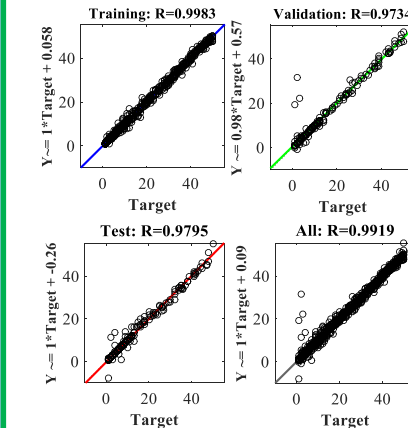 Training: R=0.9983
Y ~= 1*Target + 0.058
40
20
0
0
20
40
Target
Validation: R=0.9734
Y ~= 0.98*Target + 0.57
40
20
0
0
20
40
Target
Test: R=0.9795
Y ~= 1*Target + -0.26
40
20
0
0
20
40
Target
All: R=0.9919
Y ~= 1*Target + 0.09
40
20
0
0
20
40
Target